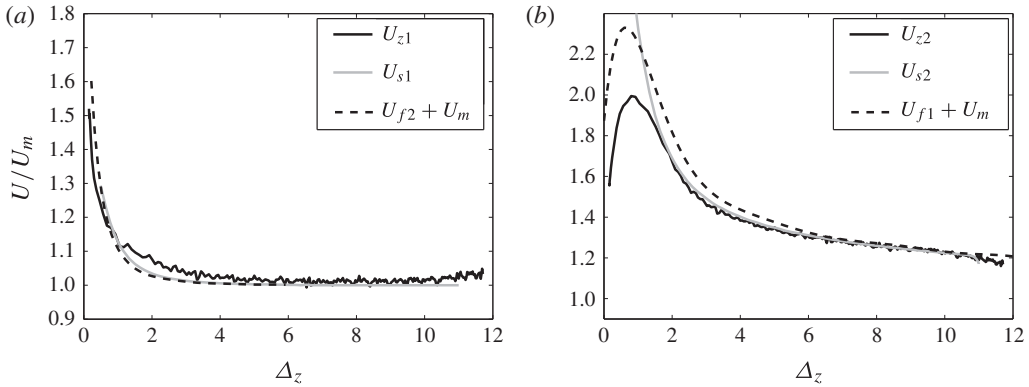 (a)
1.8
1.7
1.6
1.5
1.4
1.3
1.2
1.1
1.0
0.9
U/U_m
0 2 4 6 8 10 12
Δ_z
U_z1
U_s1
U_f2 + U_m
(b)
2.2
2.0
1.8
1.6
1.4
1.2
1.0
0 2 4 6 8 10 12
Δ_z
U_z2
U_s2
U_f1 + U_m